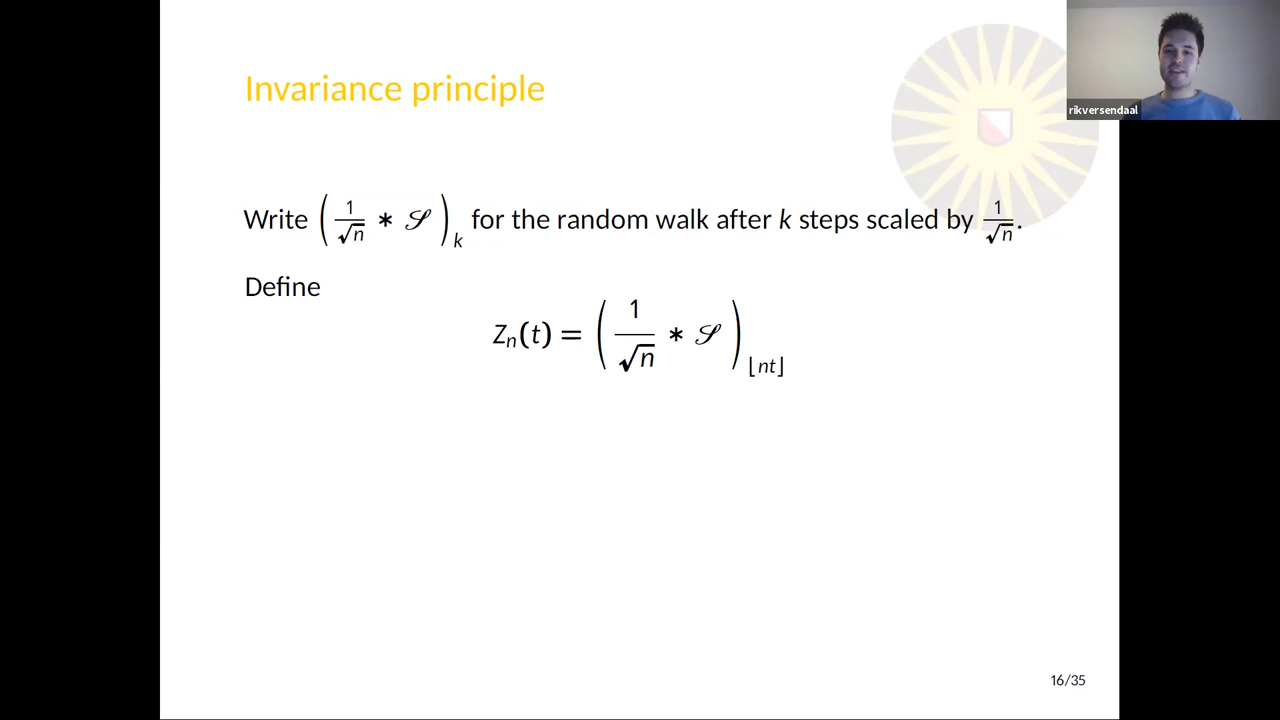 Invariance principle
rikversendaal
Write (1/√n ∗ 𝒮)_k for the random walk after k steps scaled by 1/√n.
Define
Z_n(t) = (1/√n ∗ 𝒮)_⌊nt⌋
16/35